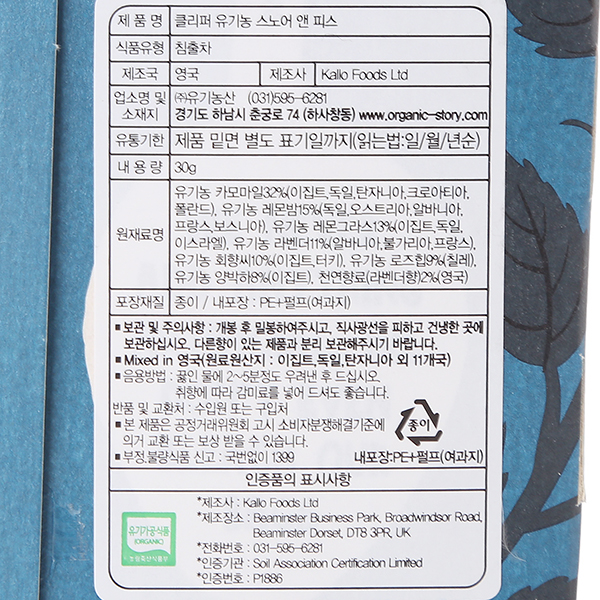 제 품 명 클리퍼 유기농 스노어 앤 피스
식품유형 침출차
제조국 영국 제조사 Kallo Foods Ltd
업소명 및 소재지 ㈜유기농산 (031)595-6281
경기도 하남시 춘궁로 74 (하사창동) www.organic-story.com
유통기한 제품 밑면 별도 표기일까지(읽는법:일/월/년순)
내 용 량 30g
원재료명 유기농 카모마일32%(이집트,독일,탄자니아,크로아티아,
폴란드), 유기농 레몬밤15%(독일,오스트리아,알바니아,
프랑스,보스니아), 유기농 레몬그라스13%(이집트,독일,
이스라엘) 유기농 라벤더11%(알바니아,불가리아,프랑스),
유기농 회향씨10%(이집트,터키) 유기농 로즈힙9%(칠레),
유기농 양박하8%(이집트), 천연향료(라벤더향)2%(영국)
포장재질 종이 / 내포장 : PE+펄프(여과지)
■보관 및 주의사항 : 개봉 후 밀봉하여주시고, 직사광선을 피하고 건냉한 곳에
보관하십시오. 다른향이 있는 제품과 분리 보관해주시기 바랍니다.
■Mixed in 영국(원료원산지 : 이집트,독일,탄자니아 외 11개국)
■음용방법 : 끓인 물에 2~5분정도 우려낸 후 드십시오.
취향에 따라 감미료를 넣어 드셔도 좋습니다.
반품 및 교환처 : 수입원 또는 구입처
■본 제품은 공정거래위원회 고시 소비자분쟁해결기준에
의거 교환 또는 보상 받을 수 있습니다.
■부정.불량식품 신고 : 국번없이 1399
종이
내포장:PE+펄프(여과지)
인증품의 표시사항
유기가공식품
(ORGANIC)
농림축산식품부
*제조사 : Kallo Foods Ltd
*제조장소 : Beaminster Business Park, Broadwindsor Road,
Beaminster Dorset, DT8 3PR, UK
*전화번호 : 031-595-6281
*인증기관 : Soil Association Certification Limited
*인증번호 : P1886